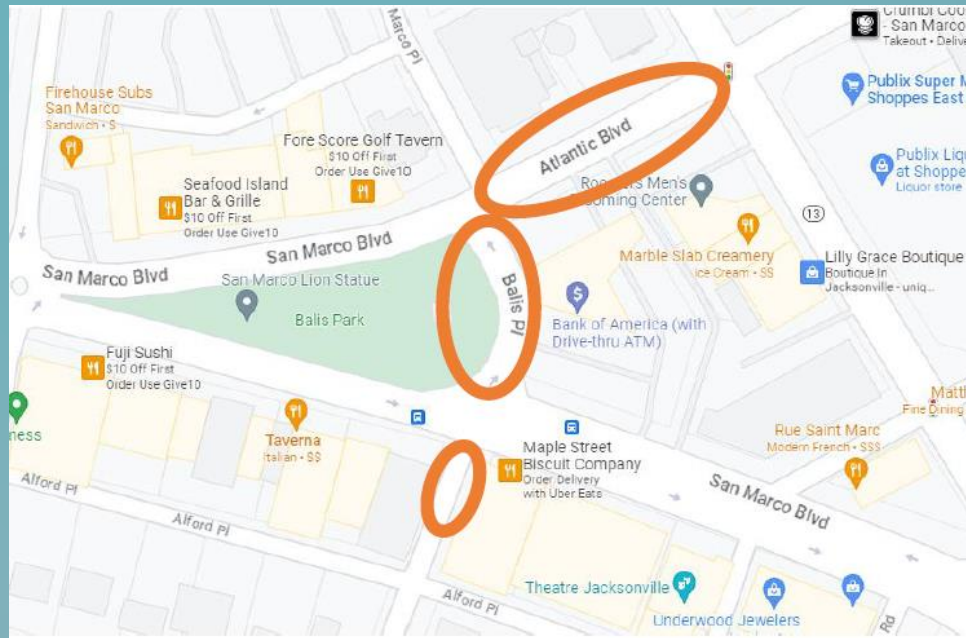 Crumbl Coo
- San Marco
Takeout • Delive
Marco Pl
Firehouse Subs
San Marco
Sandwich • $
Publix Super M
Shoppes East
Atlantic Blvd
Fore Score Golf Tavern
$10 Off First
Order Use Give10
Publix Liqu
at Shoppe
Liquor store
Seafood Island
Bar & Grille
$10 Off First
Order Use Give10
Men's
oming Center
13
San Marco Blvd
Marble Slab Creamery
Ice Cream • $$
Lilly Grace Boutique
Boutique In
Jacksonville - uniq...
San Marco Blvd
San Marco Lion Statue
Balis Pl
Balis Park
Bank of America (with
Drive-thru ATM)
Fuji Sushi
$10 Off First
Order Use Give10
Matt
Fine Dining
ness
Taverna
Italian • $$
Rue Saint Marc
Modern French • $$$
Maple Street
Biscuit Company
Order Delivery
with Uber Eats
Alford Pl
San Marco Blvd
Alford Pl
Theatre Jacksonville
Alford Pl
Underwood Jewelers
Rd